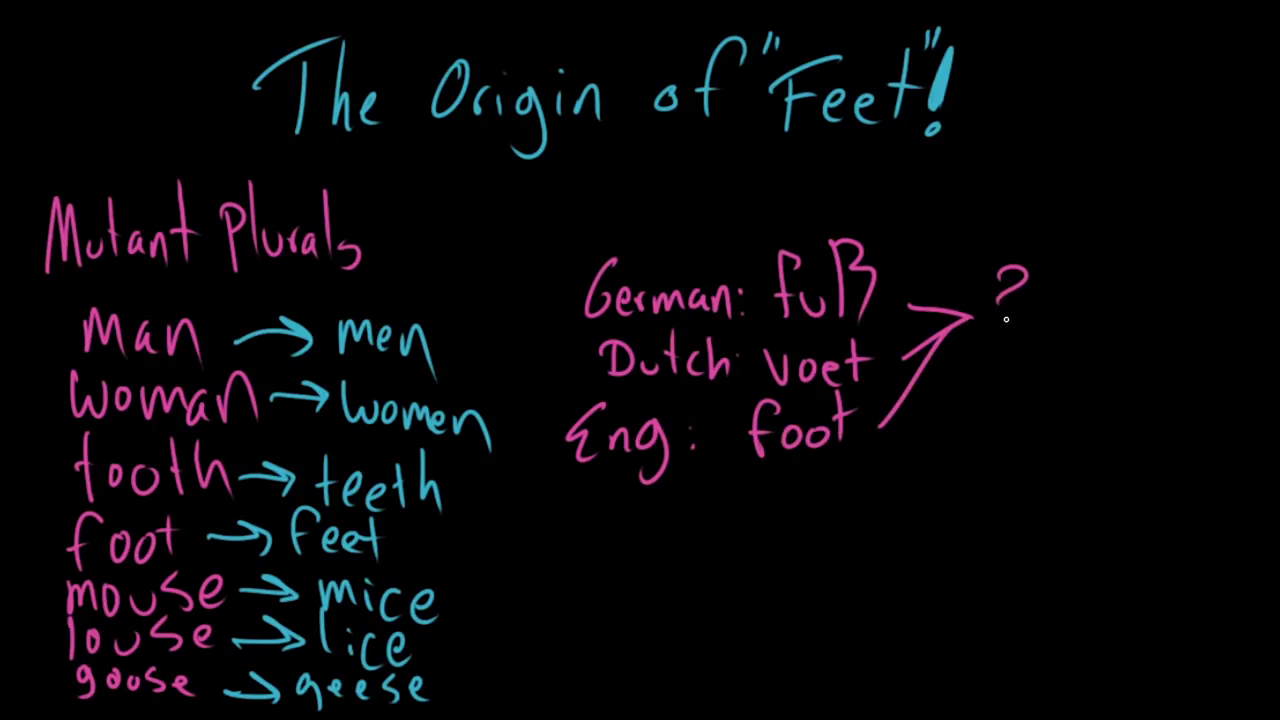 The Origin of "Feet"!
Mutant Plurals
man → men
woman → women
tooth → teeth
foot → feet
mouse → mice
louse → lice
goose → geese
German: fuß
Dutch: voet
Eng: foot
?